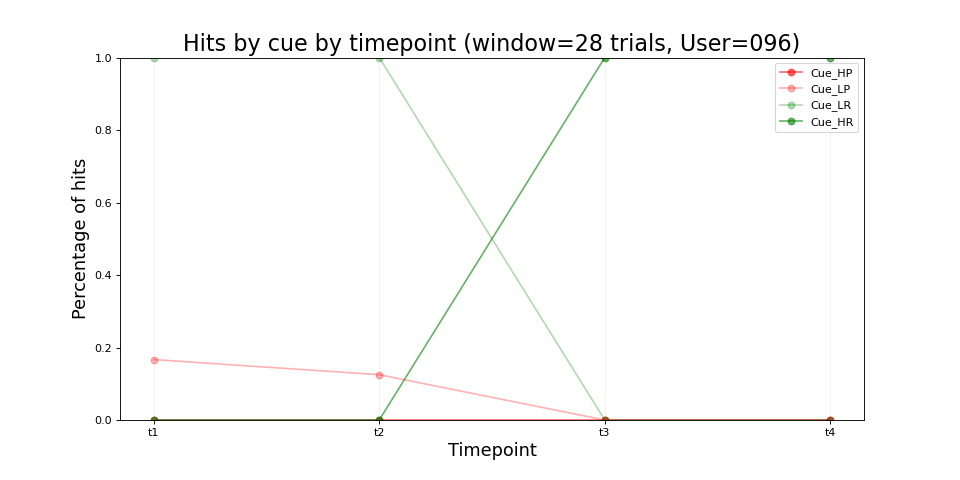 Hits by cue by timepoint (window=28 trials, User=096)
Percentage of hits
1.0
0.8
0.6
0.4
0.2
0.0
Cue_HP
Cue_LP
Cue_LR
Cue_HR
t1 t2 t3 t4
Timepoint